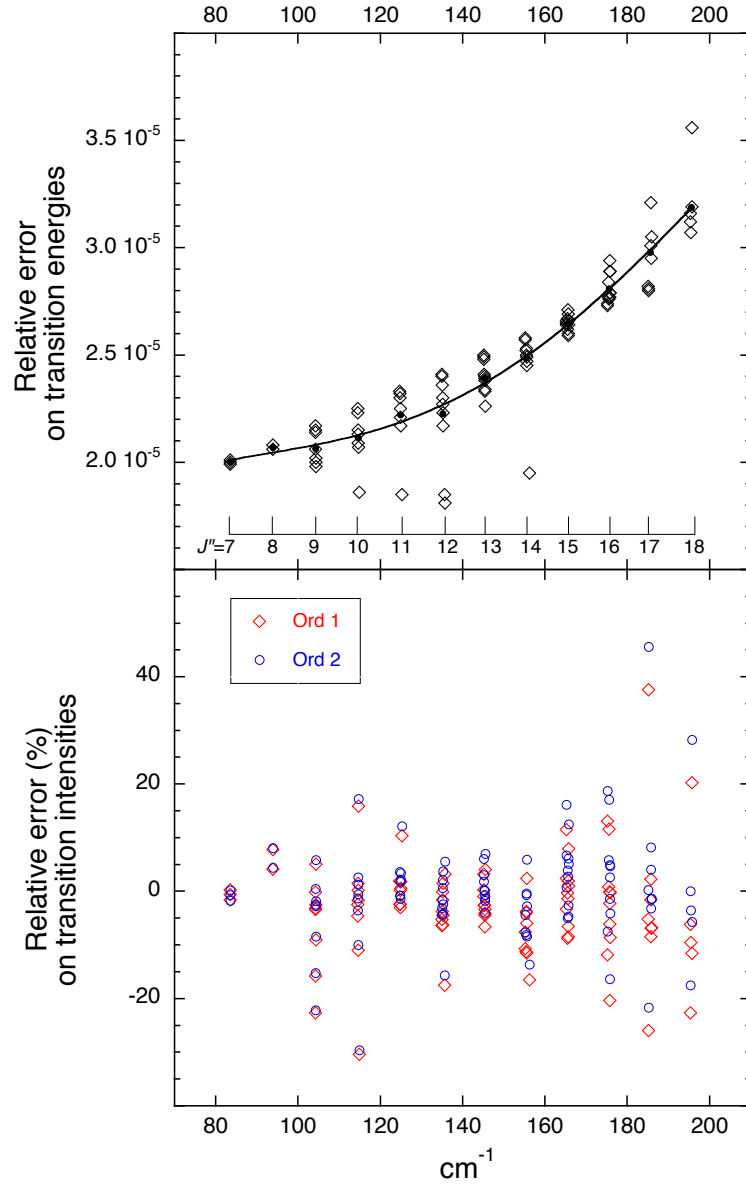 80 100 120 140 160 180 200
Relative error
on transition energies
3.5 10-5
3.0 10-5
2.5 10-5
2.0 10-5
J"=7 8 9 10 11 12 13 14 15 16 17 18
Ord 1
Ord 2
Relative error (%)
on transition intensities
40
20
0
-20
80 100 120 140 160 180 200
cm-1